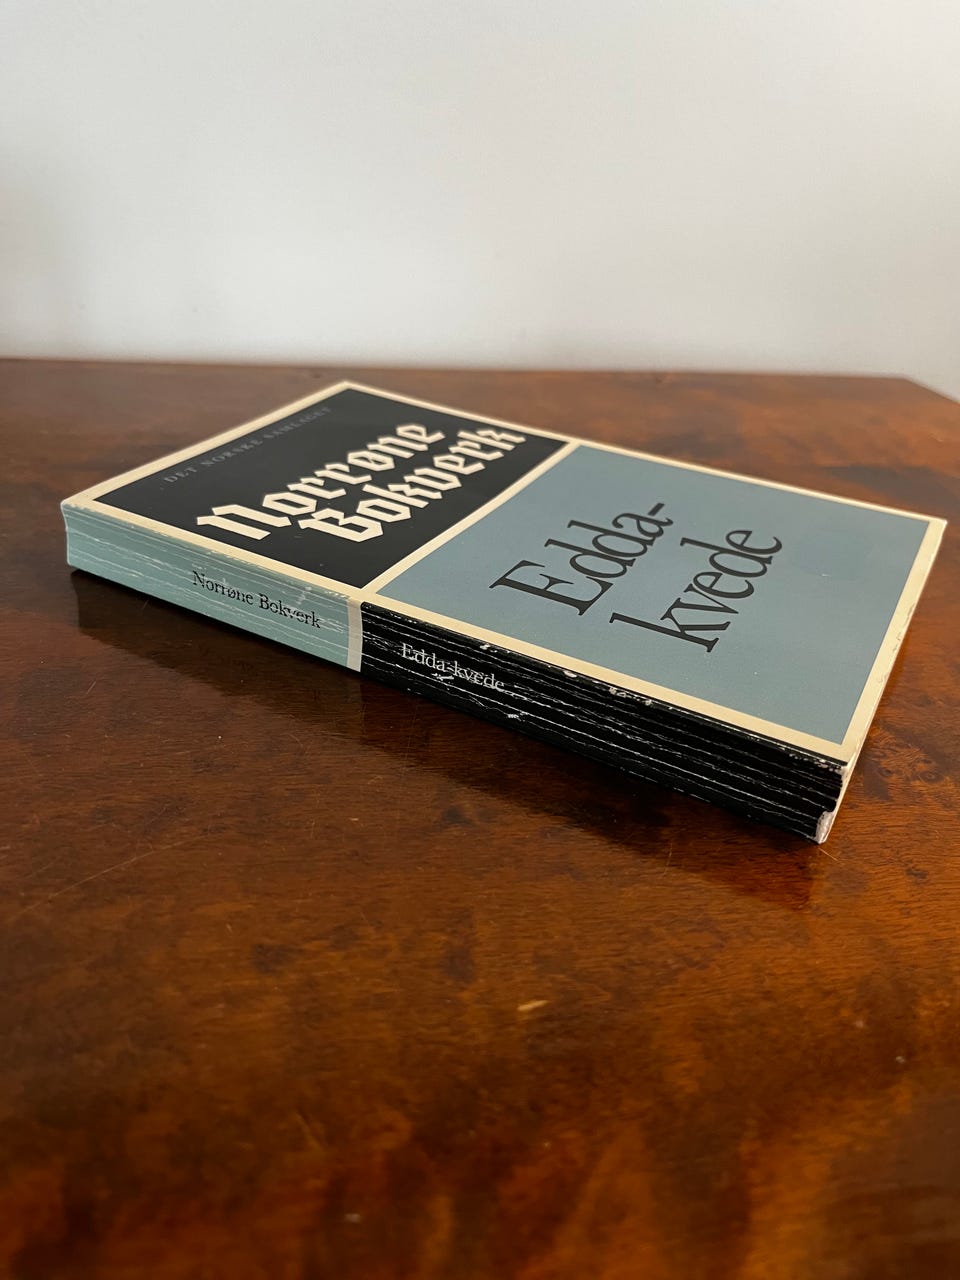 DET NORSKE SAMLAGET
Norrøne
Bokverk
Edda-
kvede
Norrøne Bokverk
Edda-kvede